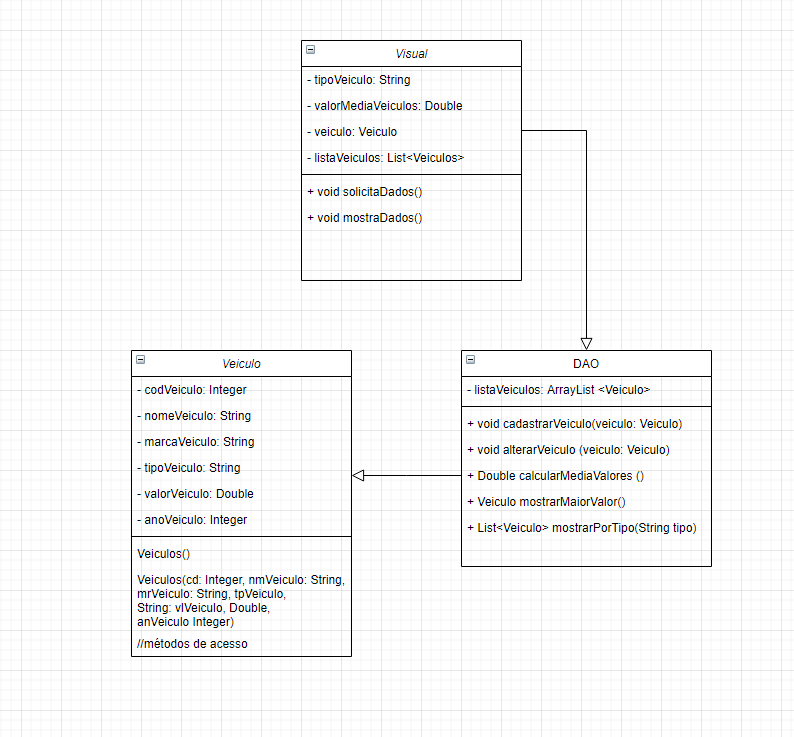 Visual
- tipoVeiculo: String
- valorMediaVeiculos: Double
- veiculo: Veiculo
- listaVeiculos: List<Veiculos>
+ void solicitaDados()
+ void mostraDados()
Veiculo
- codVeiculo: Integer
- nomeVeiculo: String
- marcaVeiculo: String
- tipoVeiculo: String
- valorVeiculo: Double
- anoVeiculo: Integer
Veiculos()
Veiculos(cd: Integer, nmVeiculo: String,
mrVeiculo: String, tpVeiculo,
String: vlVeiculo, Double,
anVeiculo Integer)
//métodos de acesso
DAO
- listaVeiculos: ArrayList <Veiculo>
+ void cadastrarVeiculo(veiculo: Veiculo)
+ void alterarVeiculo (veiculo: Veiculo)
+ Double calcularMediaValores ()
+ Veiculo mostrarMaiorValor()
+ List<Veiculo> mostrarPorTipo(String tipo)